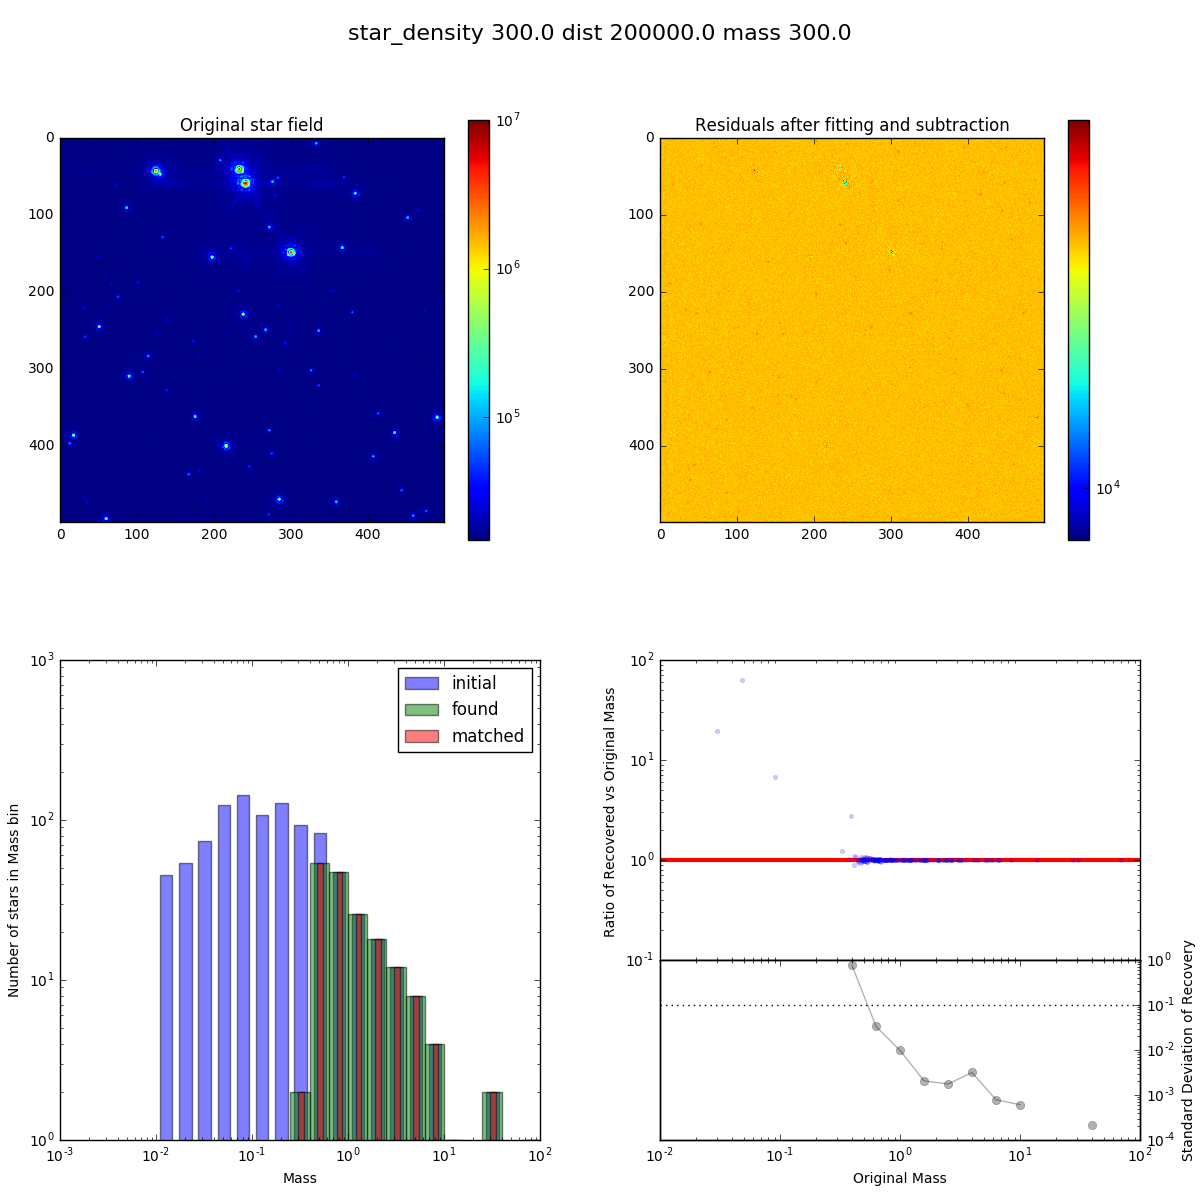 star_density 300.0 dist 200000.0 mass 300.0
Original star field
0
100
200
300
400
0 100 200 300 400
10^7
10^6
10^5
Residuals after fitting and subtraction
0
100
200
300
400
0 100 200 300 400
10^4
Number of stars in Mass bin
10^3
10^2
10^1
10^0
initial
found
matched
10^-3 10^-2 10^-1 10^0 10^1 10^2
Mass
Ratio of Recovered vs Original Mass
10^2
10^1
10^0
10^-1
10^0
10^-1
10^-2
10^-3
10^-4
Standard Deviation of Recovery
10^-2 10^-1 10^0 10^1 10^2
Original Mass